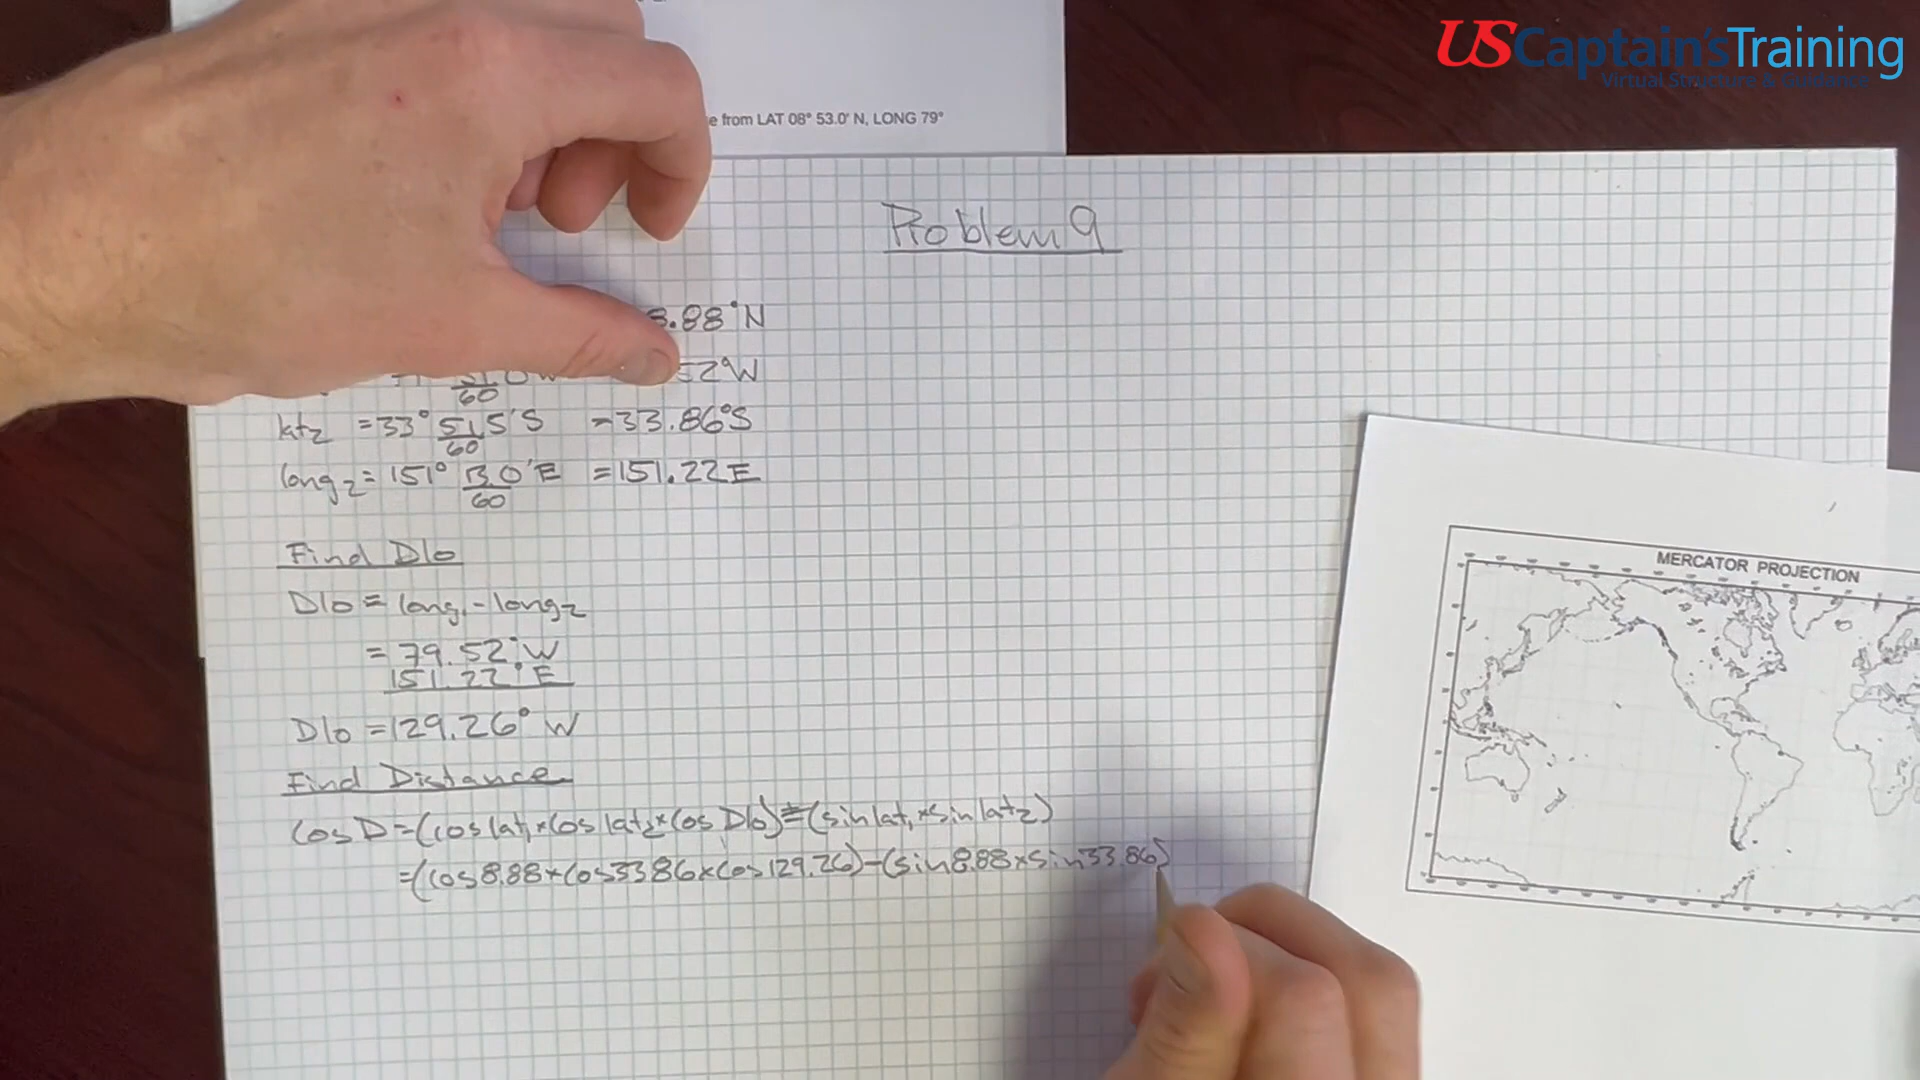 USCaptain'sTraining
Virtual Structure & Guidance
e from LAT 08° 53.0' N, LONG 79°
Problem 9
8.88°N
52°W
60
lat₂ = 33° 51.5'S = 33.86°S
60
long₂ = 151° 13.0'E = 151.22E
60
Find Dlo
Dlo = long₁ - long₂
= 79.52° W
151.22° E
Dlo = 129.26° W
Find Distance
Cos D = (cos lat₁ × Cos lat₂ × Cos Dlo) ± (sin lat₁ × sin lat₂)
= (cos 8.88 × Cos 33.86 × Cos 129.26) - (sin 8.88 × sin 33.86)
MERCATOR PROJECTION